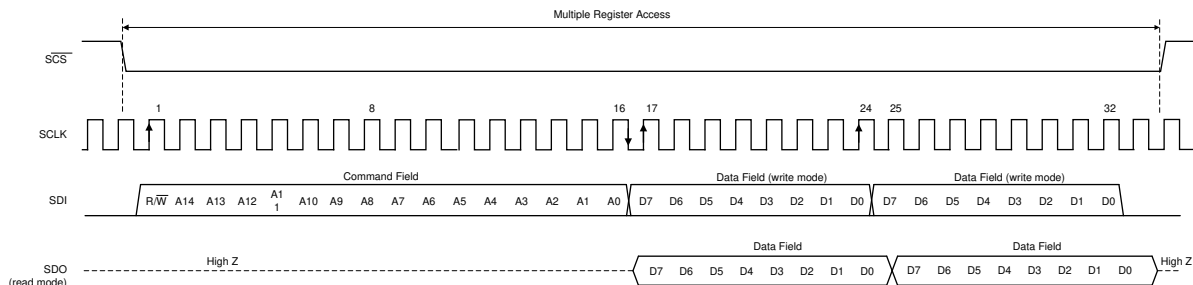 Multiple Register Access
SCS
1 8 16 17 24 25 32
SCLK
Command Field Data Field (write mode) Data Field (write mode)
SDI R/W A14 A13 A12 A11 A10 A9 A8 A7 A6 A5 A4 A3 A2 A1 A0 D7 D6 D5 D4 D3 D2 D1 D0 D7 D6 D5 D4 D3 D2 D1 D0
Data Field Data Field
High Z High Z
SDO D7 D6 D5 D4 D3 D2 D1 D0 D7 D6 D5 D4 D3 D2 D1 D0
(read mode)